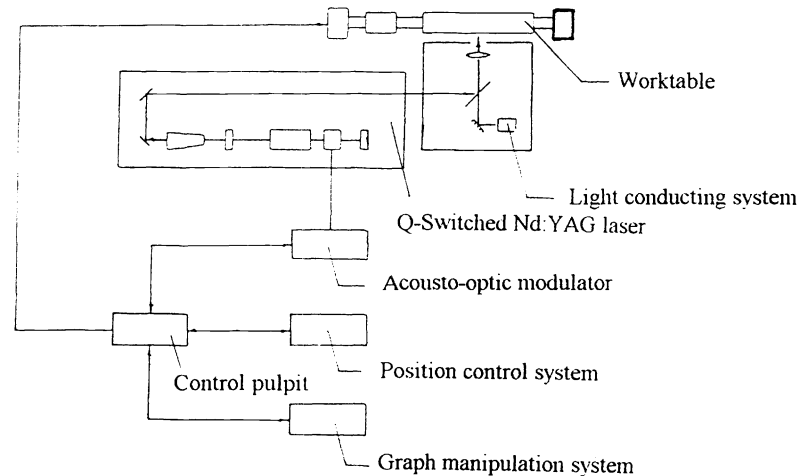 Worktable
Light conducting system
Q-Switched Nd:YAG laser
Acousto-optic modulator
Position control system
Control pulpit
Graph manipulation system